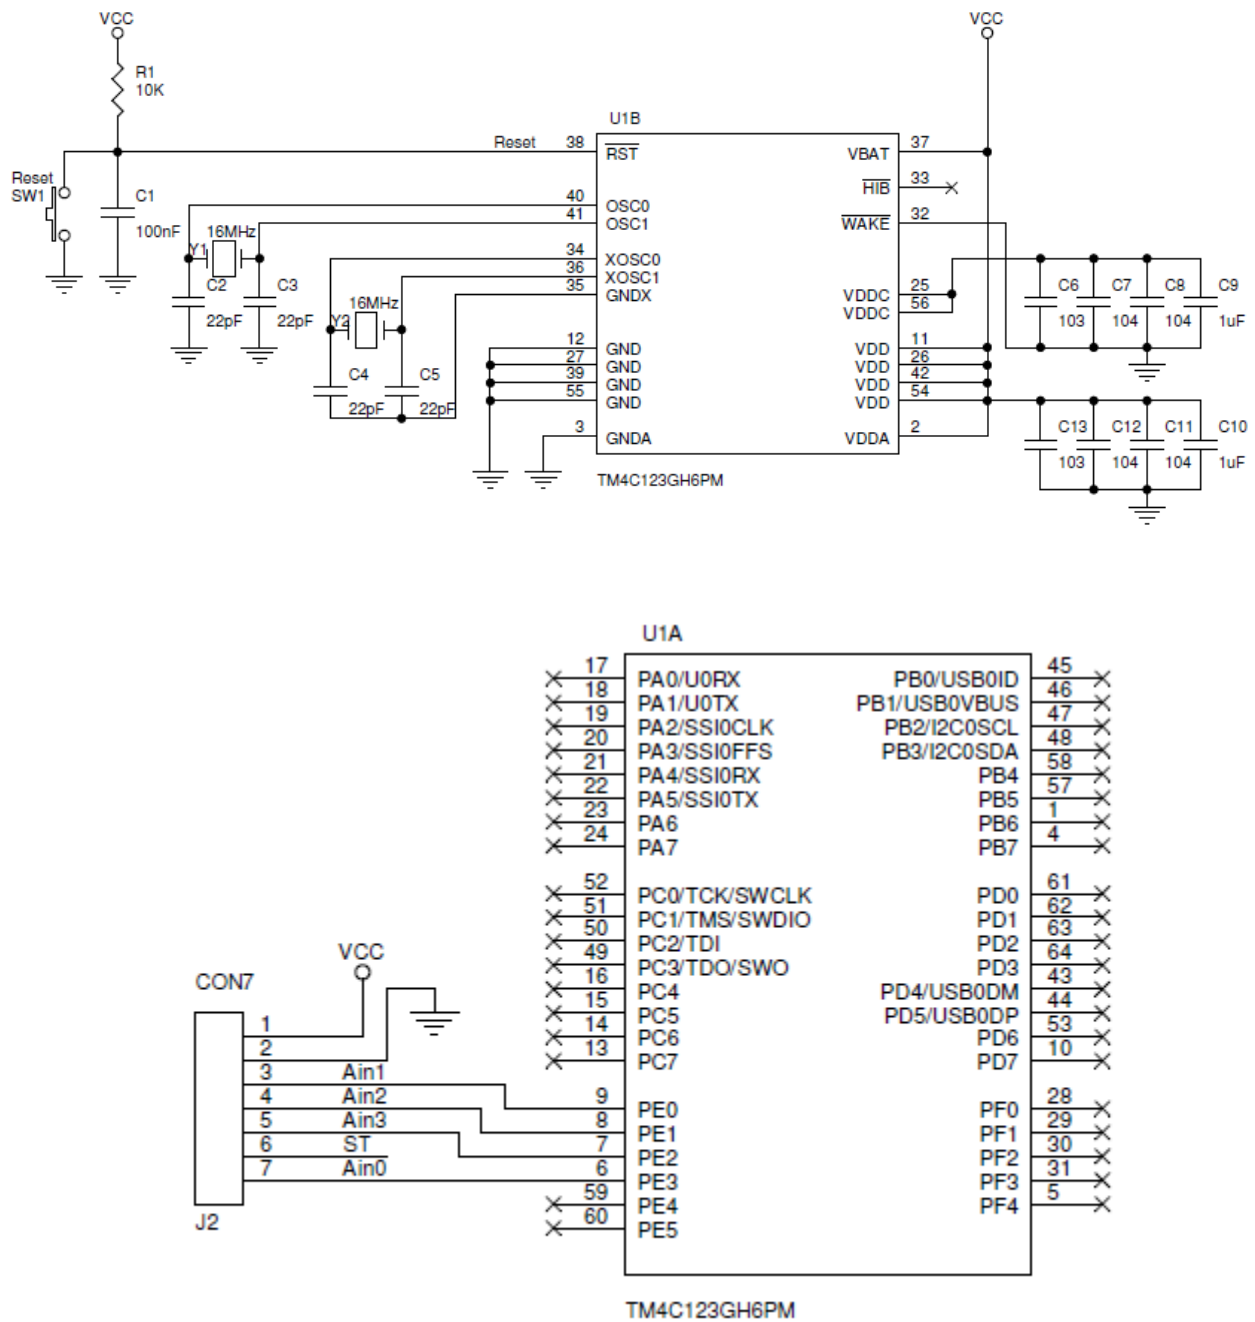 VCC
VCC
R1
10K
U1B
Reset
38
RST
VBAT
37
HIB
33
Reset
SW1
C1
100nF
40
OSC0
41
OSC1
WAKE
32
16MHz
Y1
34
XOSC0
36
XOSC1
35
GNDX
C2
22pF
C3
22pF
VDDC
25
VDDC
56
C6
103
C7
104
C8
104
C9
1uF
16MHz
Y2
12
GND
27
GND
39
GND
55
GND
VDD
11
VDD
26
VDD
42
VDD
54
C4
22pF
C5
22pF
3
GNDA
VDDA
2
C13
103
C12
104
C11
104
C10
1uF
TM4C123GH6PM
U1A
17
PA0/U0RX
18
PA1/U0TX
19
PA2/SSI0CLK
20
PA3/SSI0FFS
21
PA4/SSI0RX
22
PA5/SSI0TX
23
PA6
24
PA7
PB0/USB0ID
45
PB1/USB0VBUS
46
PB2/I2C0SCL
47
PB3/I2C0SDA
48
PB4
58
PB5
57
PB6
1
PB7
4
52
PC0/TCK/SWCLK
51
PC1/TMS/SWDIO
50
PC2/TDI
49
PC3/TDO/SWO
16
PC4
15
PC5
14
PC6
13
PC7
PD0
61
PD1
62
PD2
63
PD3
64
PD4/USB0DM
43
PD5/USB0DP
44
PD6
53
PD7
10
VCC
CON7
1
2
3
Ain1
4
Ain2
5
Ain3
6
ST
7
Ain0
J2
9
PE0
8
PE1
7
PE2
6
PE3
59
PE4
60
PE5
PF0
28
PF1
29
PF2
30
PF3
31
PF4
5
TM4C123GH6PM